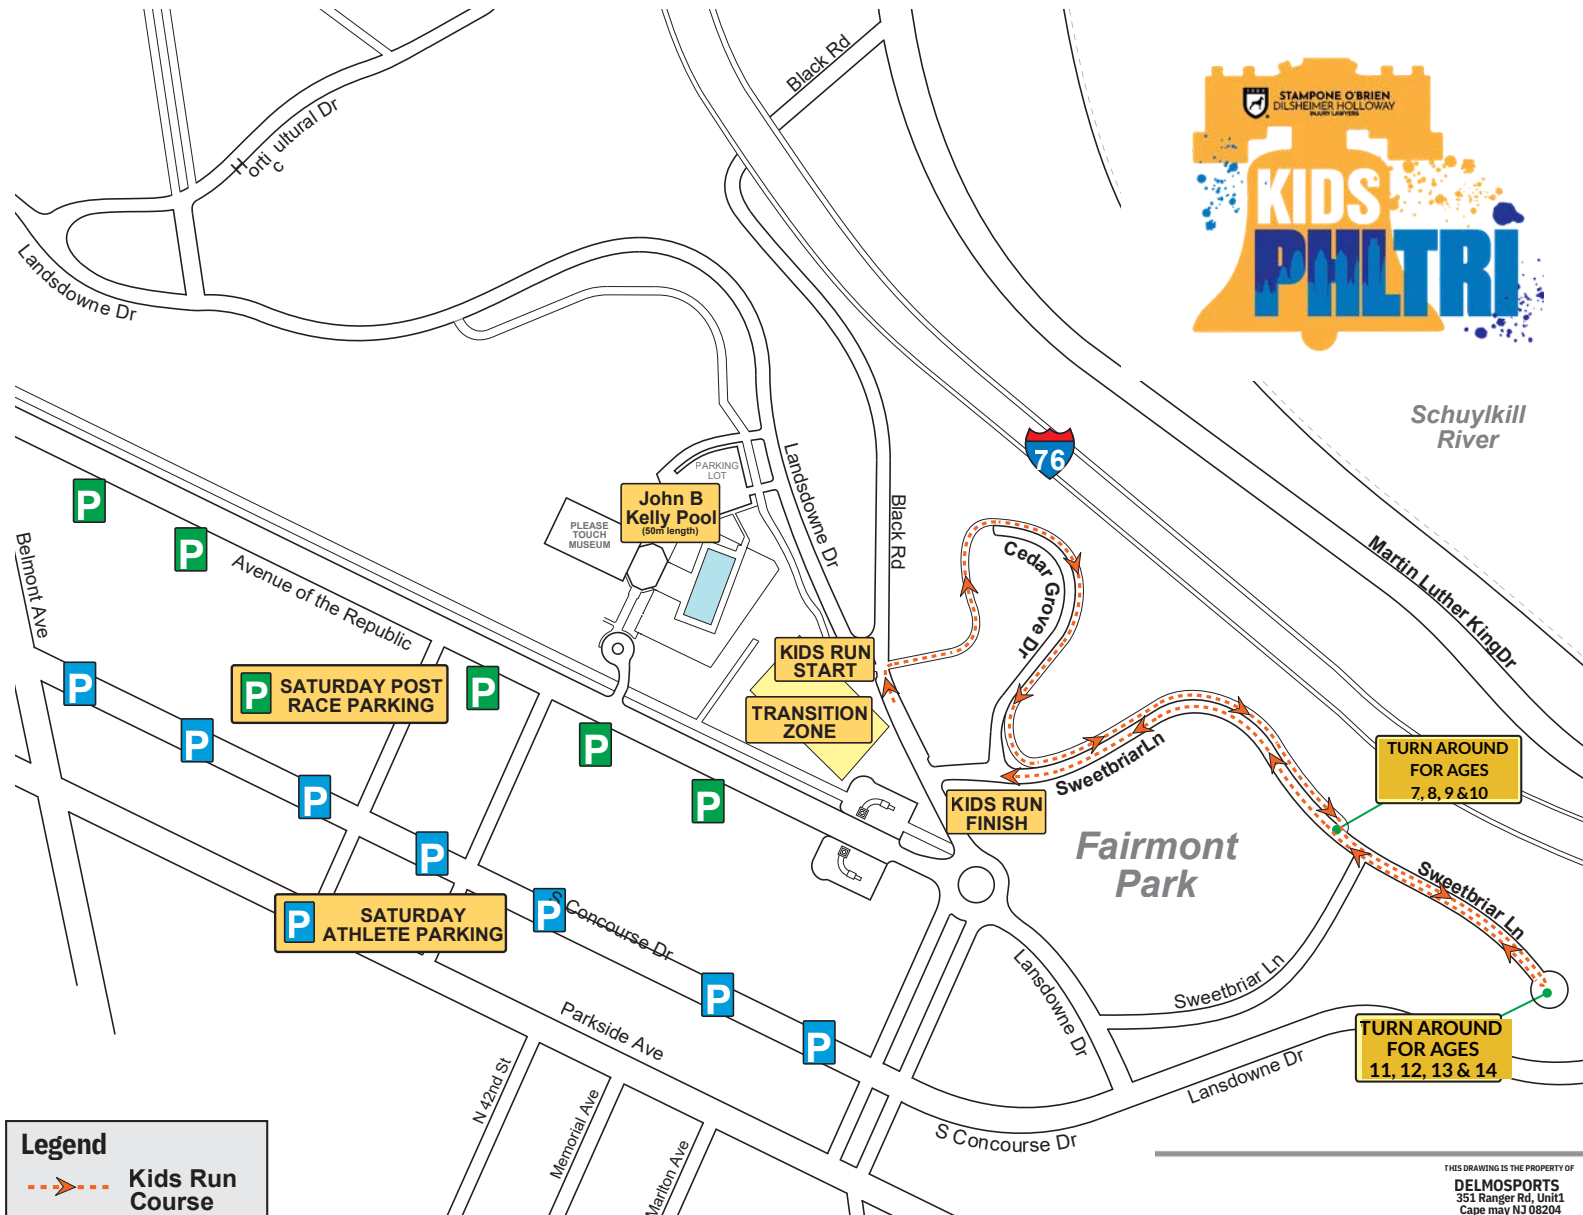 STAMPONE O'BRIEN
DILSHEIMER HOLLOWAY
INJURY LAWYERS
KIDS
PHLTRI
Black Rd
Horticultural Dr
Landsdowne Dr
Schuylkill
River
76
PARKING
LOT
Landsdowne Dr
Black Rd
John B
Kelly Pool
(50m length)
PLEASE
TOUCH
MUSEUM
P
P
Belmont Ave
Avenue of the Republic
Cedar Grove Dr
Martin Luther KingDr
KIDS RUN
START
TRANSITION
ZONE
P
P SATURDAY POST
RACE PARKING
P
P
P
P
P
P
SweetbriarLn
KIDS RUN
FINISH
TURN AROUND
FOR AGES
7, 8, 9 &10
Fairmont
Park
Sweetbriar Ln
P SATURDAY
ATHLETE PARKING
P
S Concourse Dr
P
P
Lansdowne Dr
Sweetbriar Ln
TURN AROUND
FOR AGES
11, 12, 13 & 14
Lansdowne Dr
Parkside Ave
N 42nd St
Memorial Ave
Marlton Ave
S Concourse Dr
Legend
Kids Run
Course
THIS DRAWING IS THE PROPERTY OF
DELMOSPORTS
351 Ranger Rd, Unit1
Cape may NJ 08204